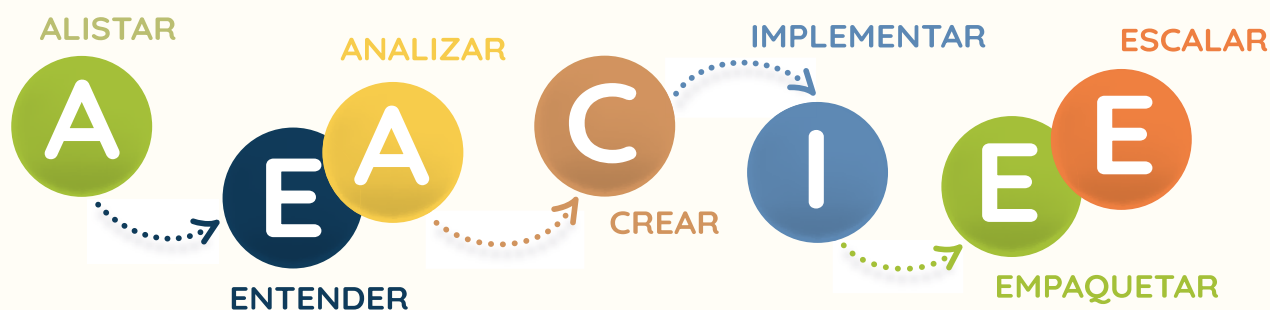 ALISTAR
A
E
ENTENDER
ANALIZAR
A
C
CREAR
IMPLEMENTAR
I
E
EMPAQUETAR
ESCALAR
E